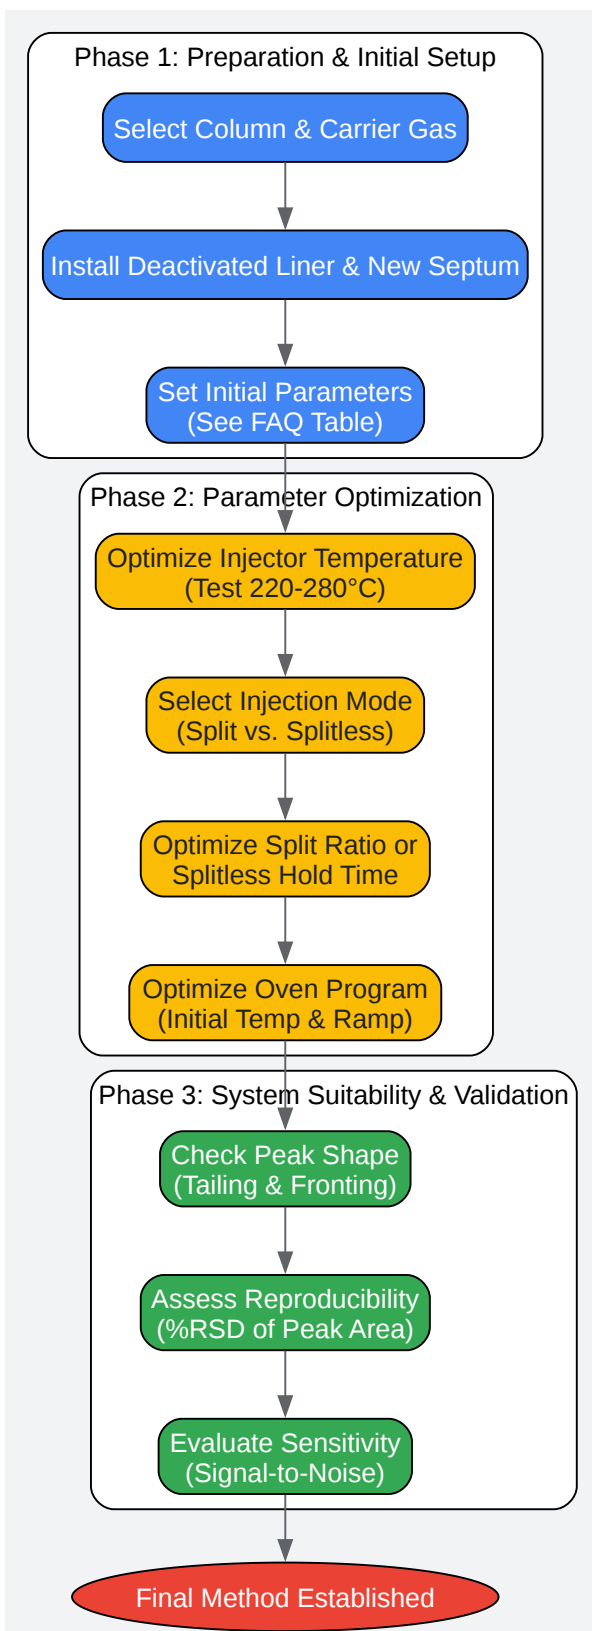 Phase 1: Preparation & Initial Setup
Select Column & Carrier Gas
Install Deactivated Liner & New Septum
Set Initial Parameters
(See FAQ Table)
Phase 2: Parameter Optimization
Optimize Injector Temperature
(Test 220-280°C)
Select Injection Mode
(Split vs. Splitless)
Optimize Split Ratio or
Splitless Hold Time
Optimize Oven Program
(Initial Temp & Ramp)
Phase 3: System Suitability & Validation
Check Peak Shape
(Tailing & Fronting)
Assess Reproducibility
(%RSD of Peak Area)
Evaluate Sensitivity
(Signal-to-Noise)
Final Method Established